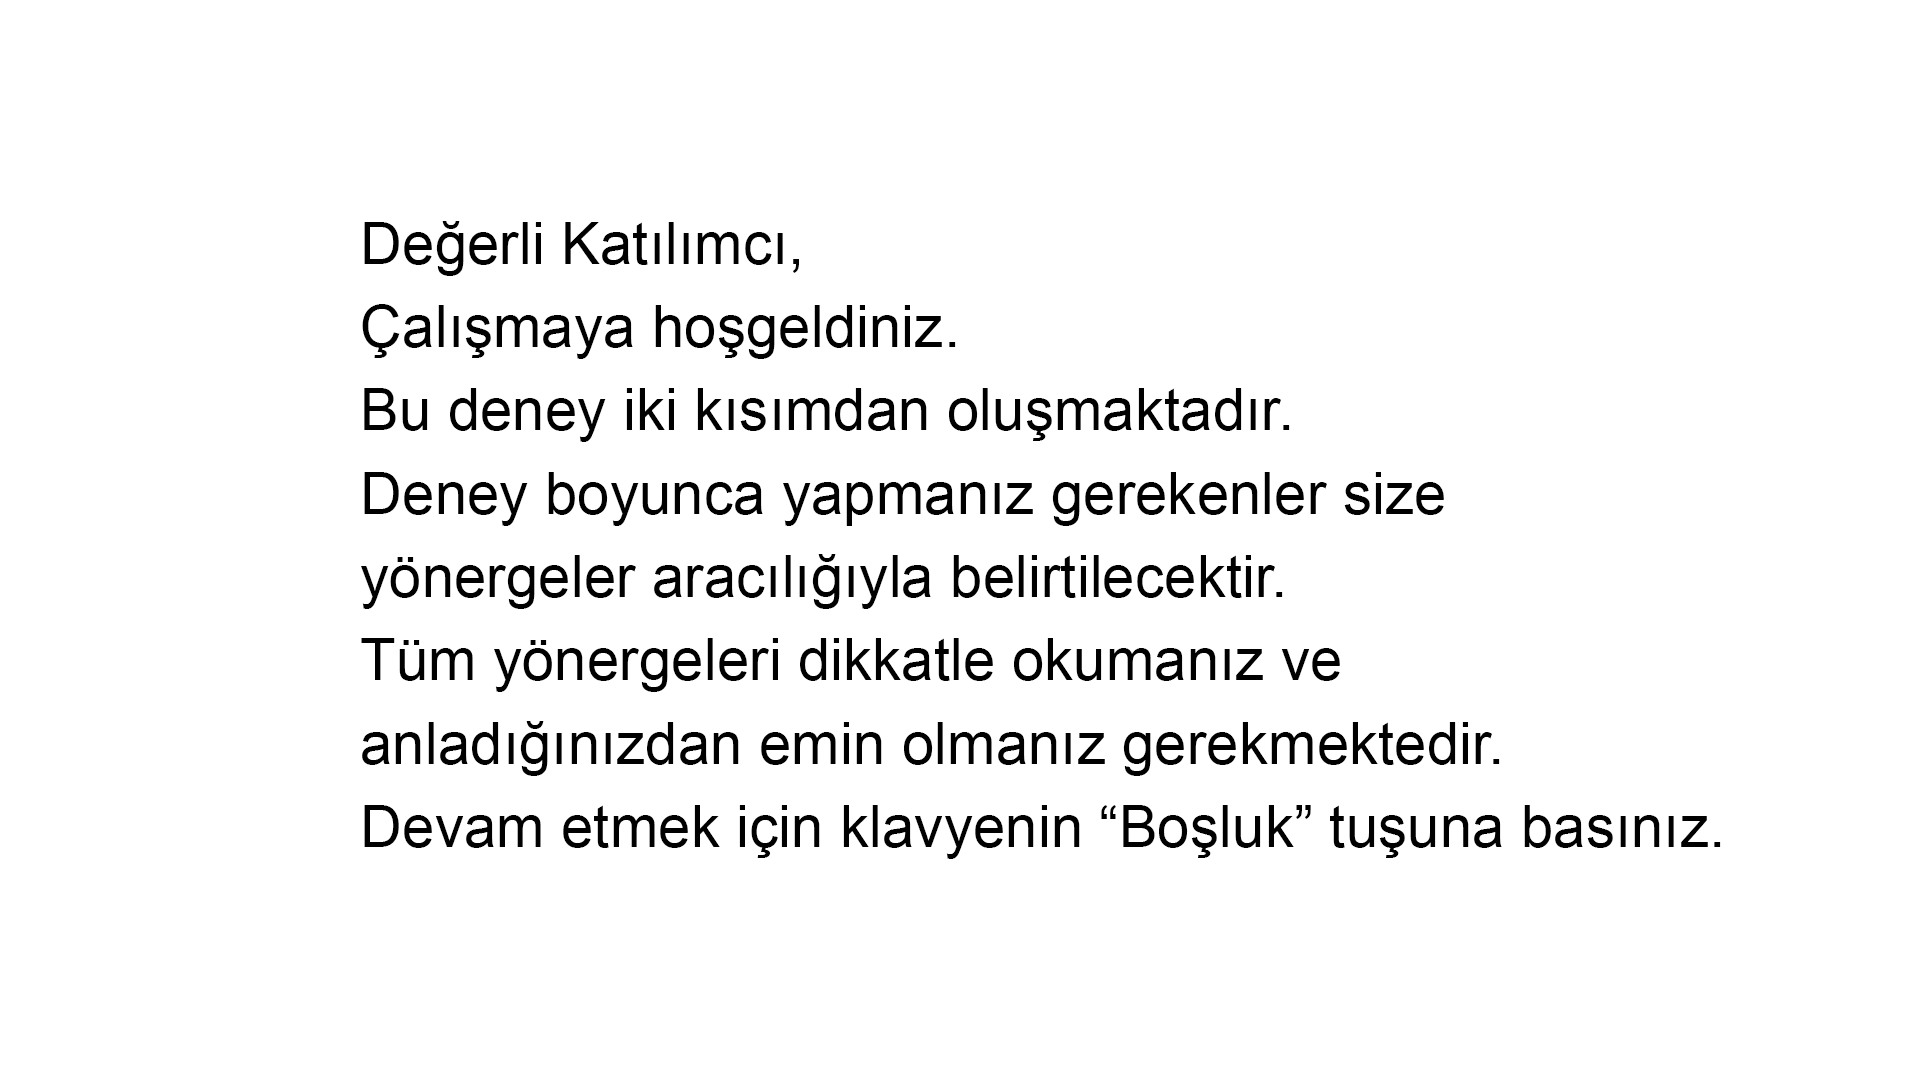 Değerli Katılımcı,
Çalışmaya hoşgeldiniz.
Bu deney iki kısımdan oluşmaktadır.
Deney boyunca yapmanız gerekenler size
yönergeler aracılığıyla belirtilecektir.
Tüm yönergeleri dikkatle okumanız ve
anladığınızdan emin olmanız gerekmektedir.
Devam etmek için klavyenin “Boşluk” tuşuna basınız.